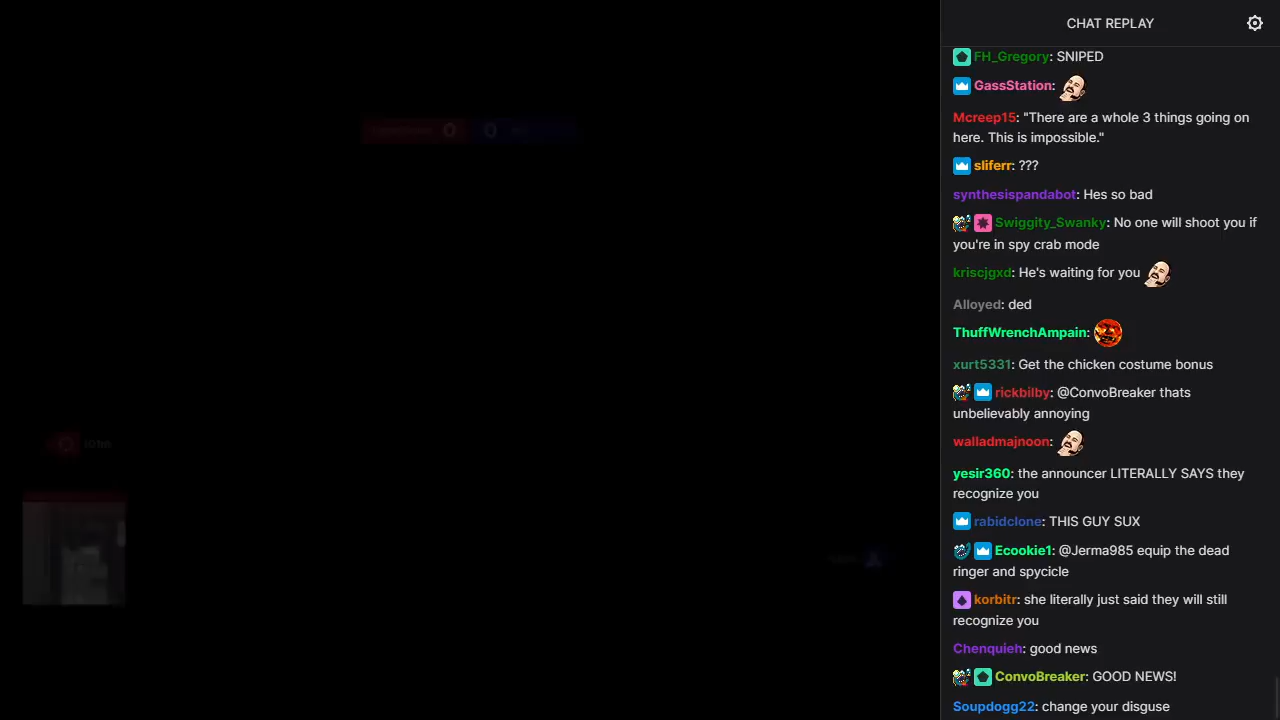 CHAT REPLAY
FH_Gregory: SNIPED
GassStation:
Mcreep15: "There are a whole 3 things going on
here. This is impossible."
sliferr: ???
synthesispandabot: Hes so bad
Swiggity_Swanky: No one will shoot you if
you're in spy crab mode
kriscjgxd: He's waiting for you
Alloyed: ded
ThuffWrenchAmpain:
xurt5331: Get the chicken costume bonus
rickbilby: @ConvoBreaker thats
unbelievably annoying
walladmajnoon:
yesir360: the announcer LITERALLY SAYS they
recognize you
rabidclone: THIS GUY SUX
Ecookie1: @Jerma985 equip the dead
ringer and spycicle
korbitr: she literally just said they will still
recognize you
Chenquieh: good news
ConvoBreaker: GOOD NEWS!
Soupdogg22: change your disguse
0 0